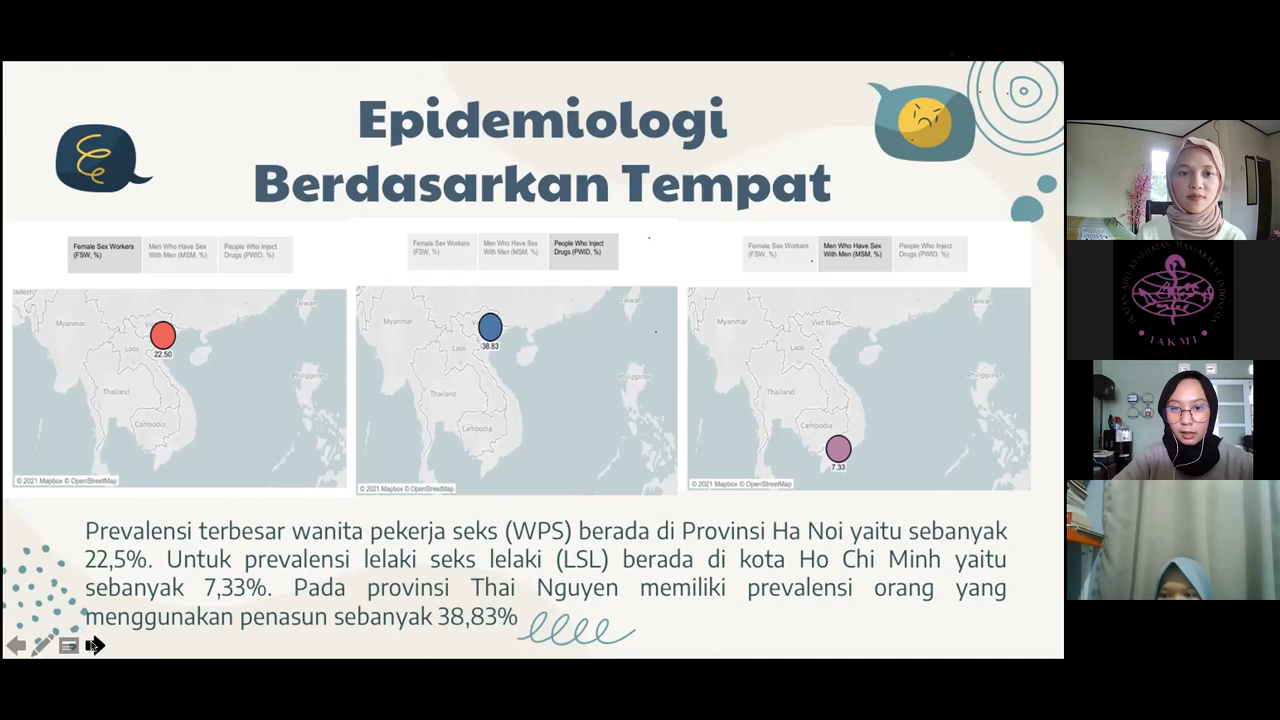 Epidemiologi
Berdasarkan Tempat
Female Sex Workers
(FSW, %)
Men Who Have Sex
With Men (MSM, %)
People Who Inject
Drugs (PWID, %)
Myanmar
Laos
Thailand
Cambodia
Taiwan
Philippines
22.50
© 2021 Mapbox © OpenStreetMap
Female Sex Workers
(FSW, %)
Men Who Have Sex
With Men (MSM, %)
People Who Inject
Drugs (PWID, %)
Myanmar
Laos
Thailand
Cambodia
Taiwan
Philippines
38.83
© 2021 Mapbox © OpenStreetMap
Female Sex Workers
(FSW, %)
Men Who Have Sex
With Men (MSM, %)
People Who Inject
Drugs (PWID, %)
Myanmar
Viet Nam
Laos
Thailand
Cambodia
Taiwan
Philippines
7.33
© 2021 Mapbox © OpenStreetMap
Prevalensi terbesar wanita pekerja seks (WPS) berada di Provinsi Ha Noi yaitu sebanyak
22,5%. Untuk prevalensi lelaki seks lelaki (LSL) berada di kota Ho Chi Minh yaitu
sebanyak 7,33%. Pada provinsi Thai Nguyen memiliki prevalensi orang yang
menggunakan penasun sebanyak 38,83%
IAKMI